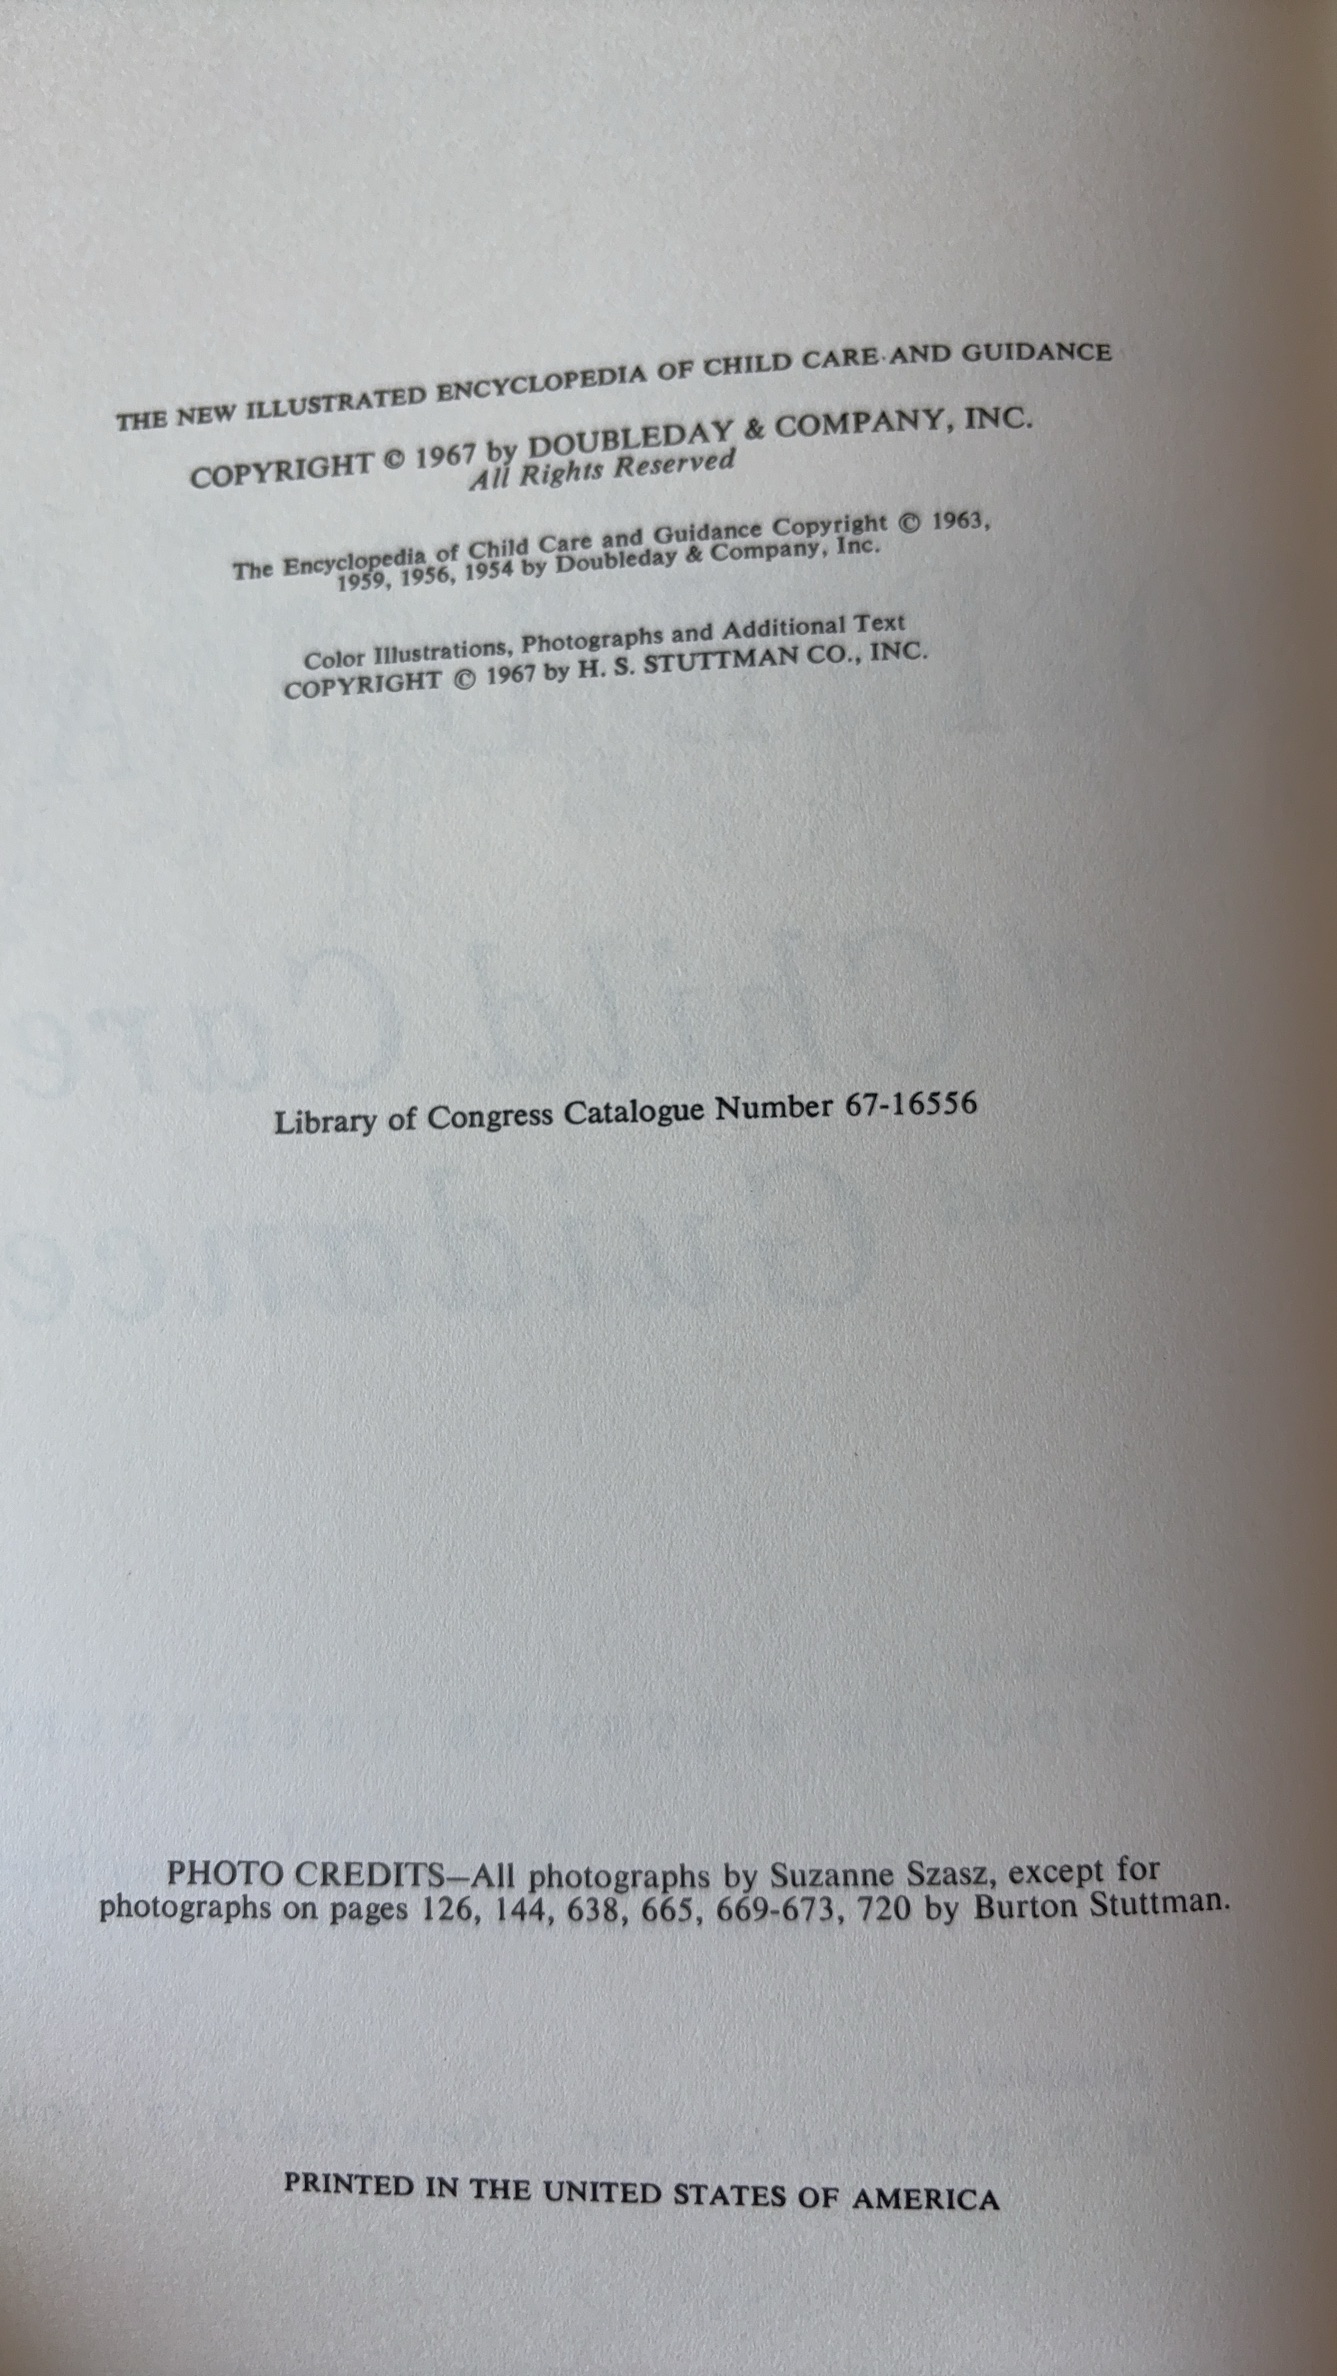 THE NEW ILLUSTRATED ENCYCLOPEDIA OF CHILD CARE AND GUIDANCE
COPYRIGHT © 1967 by DOUBLEDAY & COMPANY, INC.
All Rights Reserved
The Encyclopedia of Child Care and Guidance Copyright © 1963,
1959, 1956, 1954 by Doubleday & Company, Inc.
Color Illustrations, Photographs and Additional Text
COPYRIGHT © 1967 by H. S. STUTTMAN CO., INC.
Child Care
Library of Congress Catalogue Number 67-16556
Guidance
PHOTO CREDITS—All photographs by Suzanne Szasz, except for
photographs on pages 126, 144, 638, 665, 669-673, 720 by Burton Stuttman.
PRINTED IN THE UNITED STATES OF AMERICA